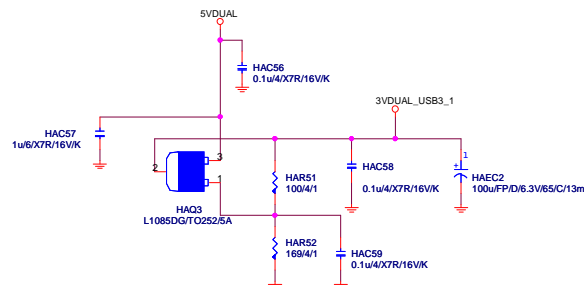 5VDUAL
HAC56
0.1u/4/X7R/16V/K
3VDUAL_USB3_1
HAC57
1u/6/X7R/16V/K
2
3
1
HAQ3
L1085DG/TO252/5A
HAR51
100/4/1
HAC58
0.1u/4/X7R/16V/K
1
+
HAEC2
100u/FP/D/6.3V/65/C/13m
HAR52
169/4/1
HAC59
0.1u/4/X7R/16V/K